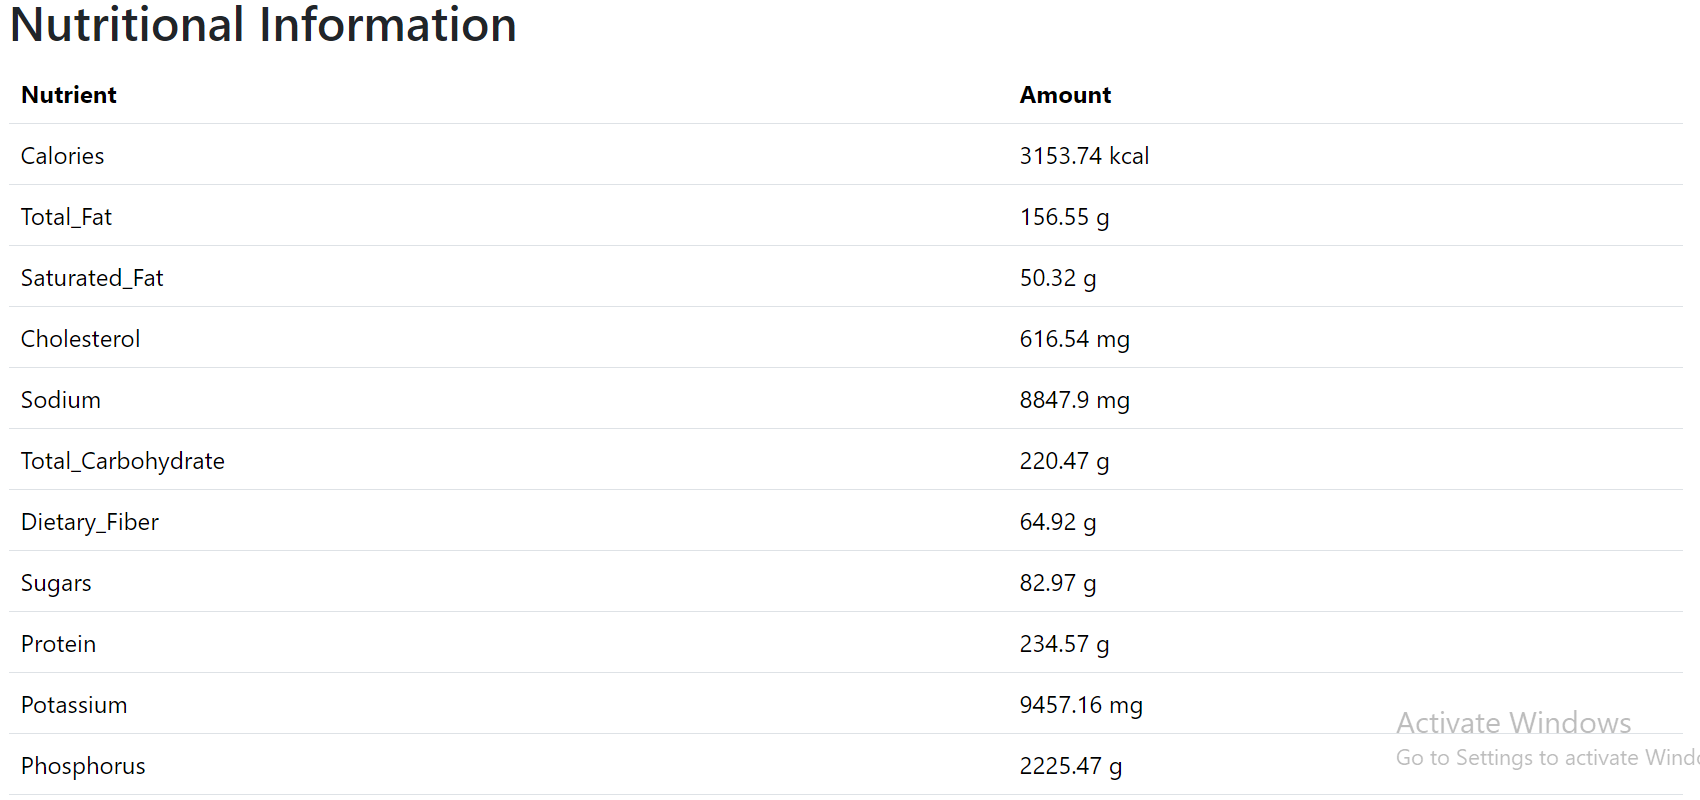 Nutritional Information
Nutrient Amount
Calories 3153.74 kcal
Total_Fat 156.55 g
Saturated_Fat 50.32 g
Cholesterol 616.54 mg
Sodium 8847.9 mg
Total_Carbohydrate 220.47 g
Dietary_Fiber 64.92 g
Sugars 82.97 g
Protein 234.57 g
Potassium 9457.16 mg
Activate Windows
Go to Settings to activate
Phosphorus 2225.47 g